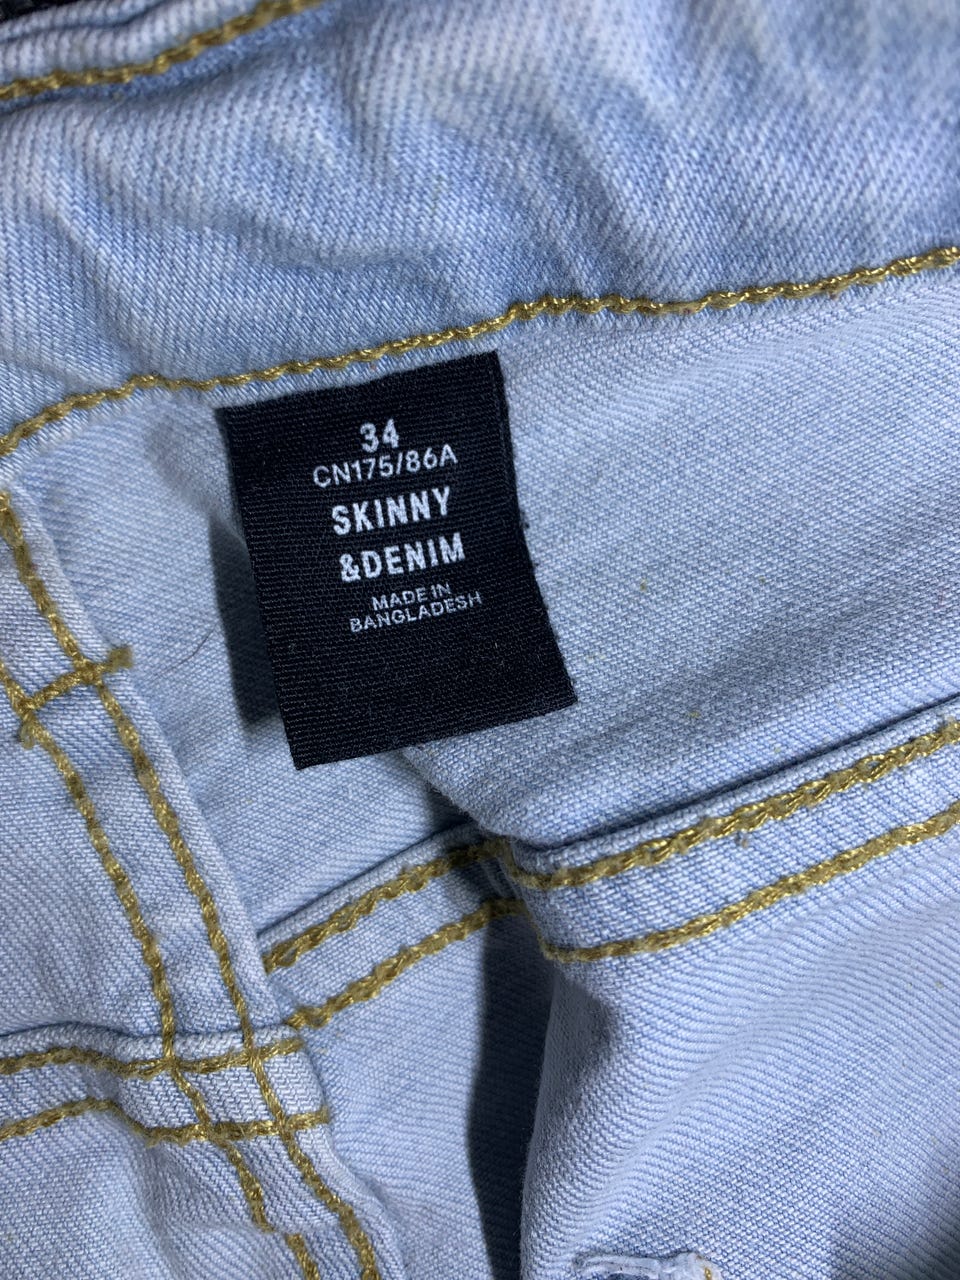 34
CN175/86A
SKINNY
&DENIM
MADE IN
BANGLADESH